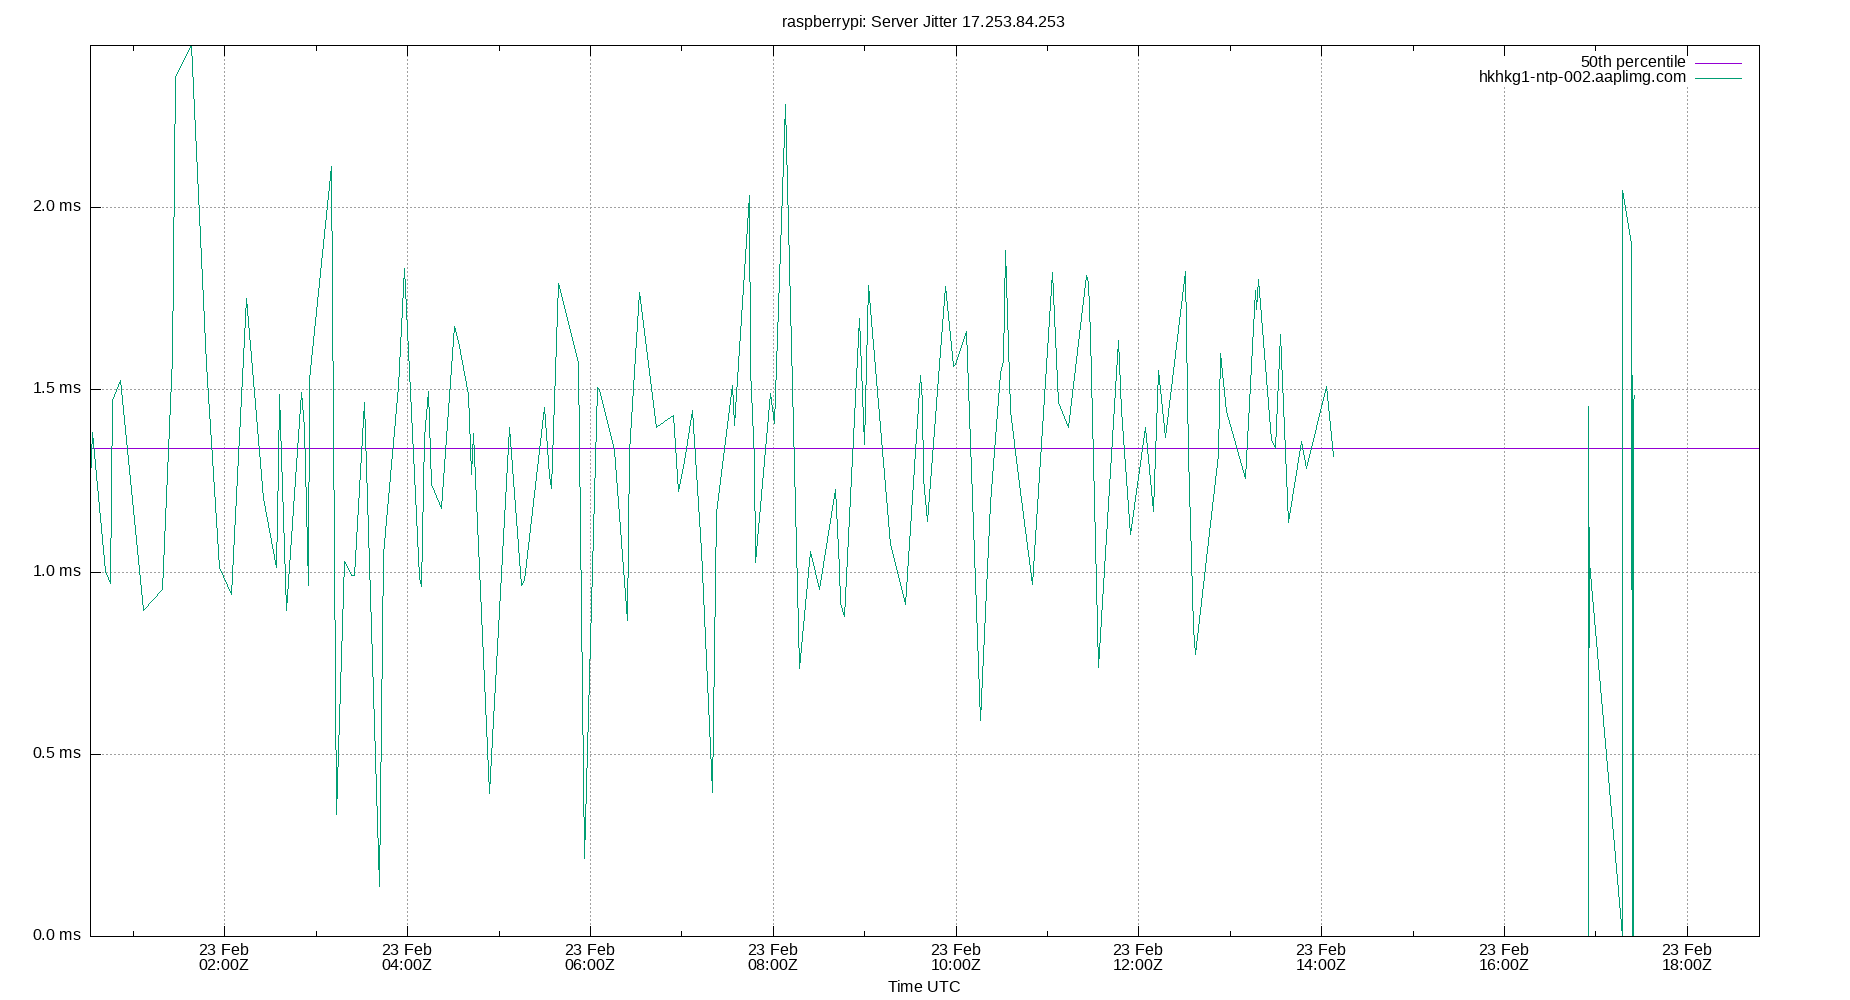 raspberrypi: Server Jitter 17.253.84.253
50th percentile
hkhkg1-ntp-002.aaplimg.com
2.0 ms
1.5 ms
1.0 ms
0.5 ms
0.0 ms
23 Feb 23 Feb 23 Feb 23 Feb 23 Feb 23 Feb 23 Feb 23 Feb 23 Feb
02:00Z 04:00Z 06:00Z 08:00Z 10:00Z 12:00Z 14:00Z 16:00Z 18:00Z
Time UTC